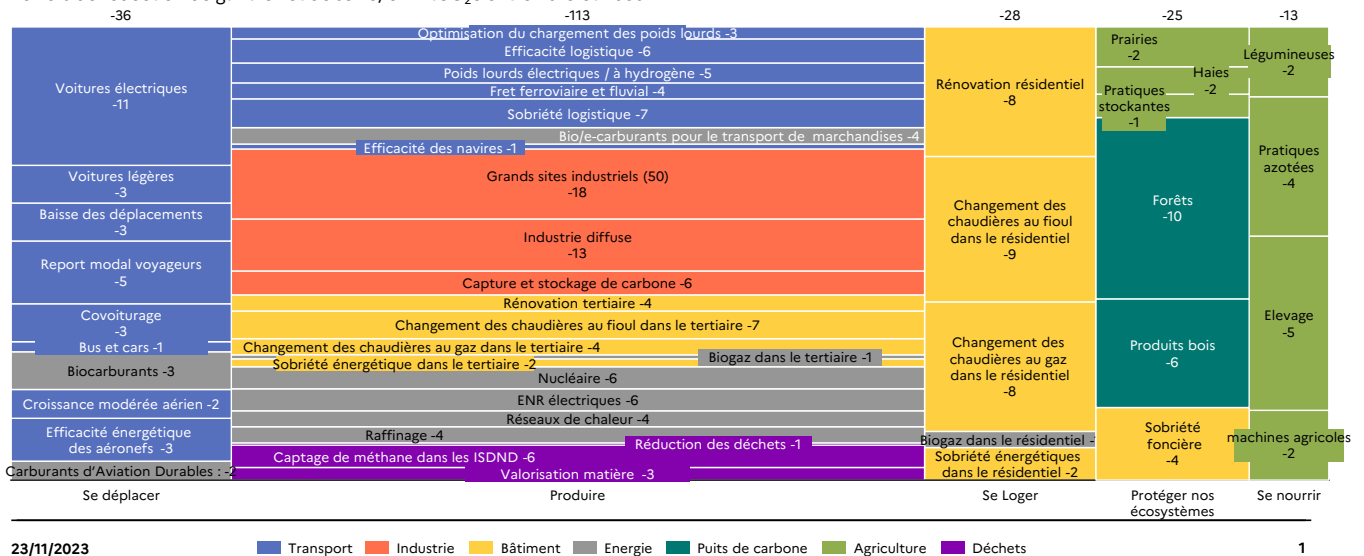 -36
-113
-28
-25
-13
Voitures électriques
-11
Voitures légères
-3
Baisse des déplacements
-3
Report modal voyageurs
-5
Covoiturage
-3
Bus et cars -1
Biocarburants -3
Croissance modérée aérien -2
Efficacité énergétique
des aéronefs -3
Carburants d'Aviation Durables : -2
Optimisation du chargement des poids lourds -3
Efficacité logistique -6
Poids lourds électriques / à hydrogène -5
Fret ferroviaire et fluvial -4
Sobriété logistique -7
Bio/e-carburants pour le transport de marchandises -4
Efficacité des navires -1
Grands sites industriels (50)
-18
Industrie diffuse
-13
Capture et stockage de carbone -6
Rénovation tertiaire -4
Changement des chaudières au fioul dans le tertiaire -7
Changement des chaudières au gaz dans le tertiaire -4
Biogaz dans le tertiaire -1
Sobriété énergétique dans le tertiaire -2
Nucléaire -6
ENR électriques -6
Réseaux de chaleur -4
Raffinage -4
Réduction des déchets -1
Captage de méthane dans les ISDND -6
Valorisation matière -3
Rénovation résidentiel
-8
Changement des
chaudières au fioul
dans le résidentiel
-9
Changement des
chaudières au gaz
dans le résidentiel
-8
Biogaz dans le résidentiel
Sobriété énergétiques
dans le résidentiel -2
Prairies
-2
Haies
-2
Pratiques
stockantes
-1
Forêts
-10
Produits bois
-6
Sobriété
foncière
-4
Légumineuses
-2
Pratiques
azotées
-4
Elevage
-5
machines agricoles
-2
Se déplacer
Produire
Se Loger
Protéger nos
écosystèmes
Se nourrir
23/11/2023
Transport
Industrie
Bâtiment
Energie
Puits de carbone
Agriculture
Déchets
1